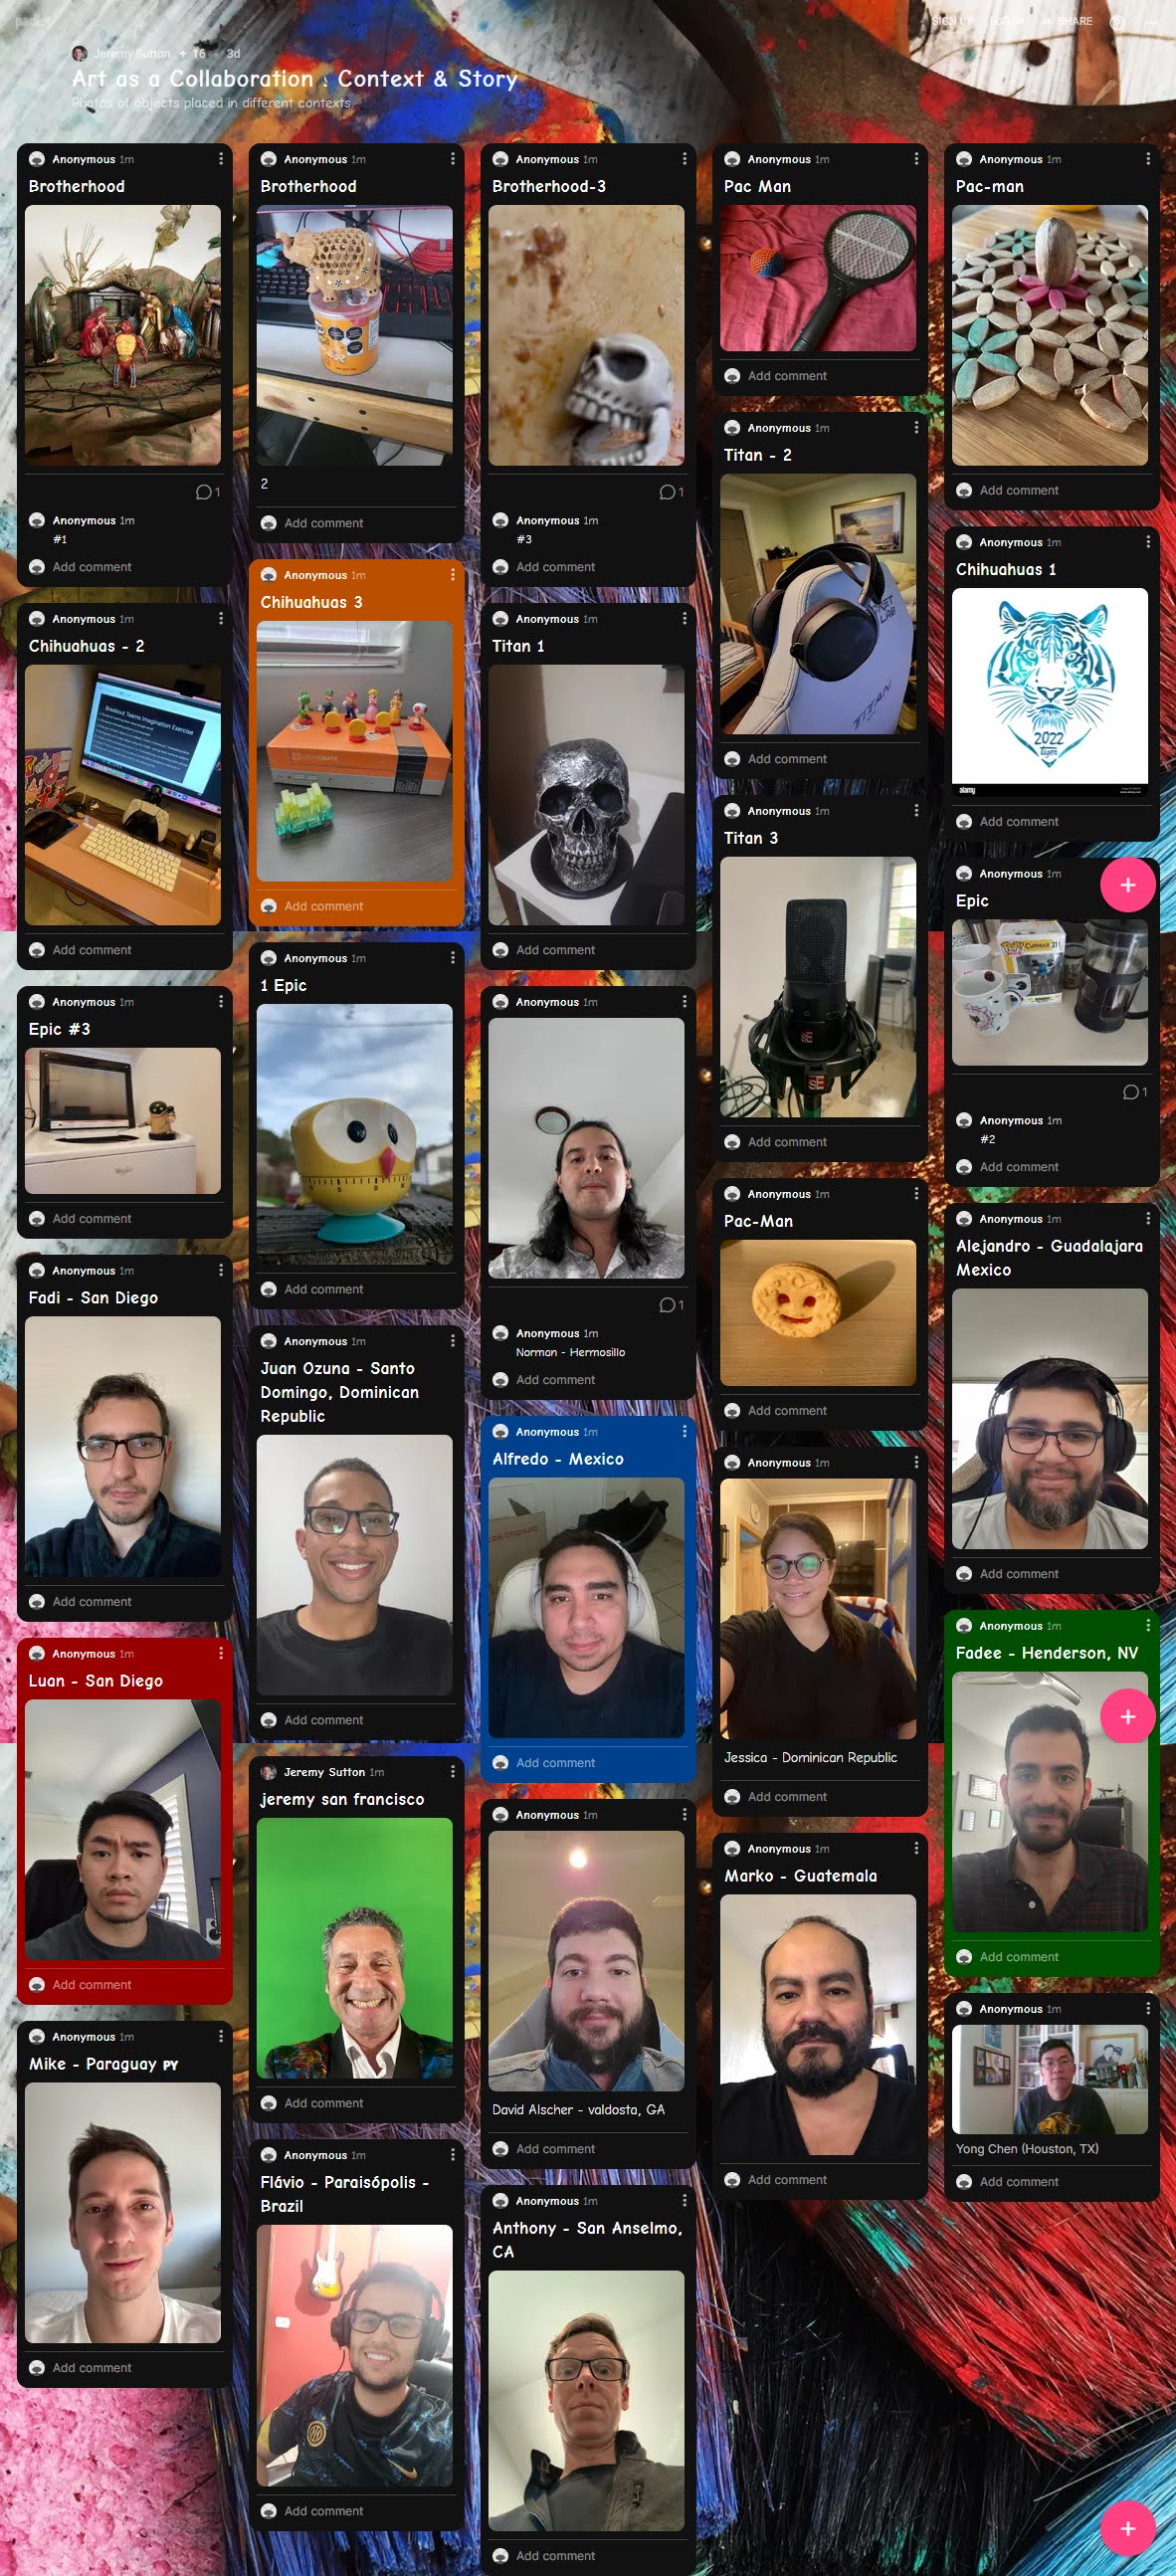 padlet
SIGN UP
LOG IN
SHARE
Jeremy Sutton + 16 3d
Art as a Collaboration : Context & Story
Photos of objects placed in different contexts.
Anonymous 1m
Brotherhood
#1
Anonymous 1m
Add comment
Anonymous 1m
Chihuahuas - 2
Breakout Teams Imagination Exercise
Add comment
Anonymous 1m
Epic #3
Add comment
Anonymous 1m
Fadi - San Diego
Add comment
Anonymous 1m
Luan - San Diego
Add comment
Anonymous 1m
Mike - Paraguay PY
Add comment
Anonymous 1m
Brotherhood
2
Add comment
Anonymous 1m
Chihuahuas 3
Add comment
Anonymous 1m
1 Epic
Add comment
Anonymous 1m
Juan Ozuna - Santo
Domingo, Dominican
Republic
Add comment
Jeremy Sutton 1m
jeremy san francisco
Add comment
Anonymous 1m
Flávio - Paraisópolis -
Brazil
Add comment
Anonymous 1m
Brotherhood-3
1
Anonymous 1m
#3
Add comment
Anonymous 1m
Titan 1
Add comment
Anonymous 1m
1
Anonymous 1m
Norman - Hermosillo
Add comment
Anonymous 1m
Alfredo - Mexico
Add comment
Anonymous 1m
David Alscher - valdosta, GA
Add comment
Anonymous 1m
Anthony - San Anselmo,
CA
Add comment
Anonymous 1m
Pac Man
Add comment
Anonymous 1m
Titan - 2
TITAN
Add comment
Anonymous 1m
Titan 3
SE
SE
Add comment
Anonymous 1m
Pac-Man
Add comment
Anonymous 1m
Jessica - Dominican Republic
Add comment
Anonymous 1m
Marko - Guatemala
Add comment
Anonymous 1m
Pac-man
Add comment
Anonymous 1m
Chihuahuas 1
2022
tiger
alamy
Add comment
Anonymous 1m
Epic
1
Anonymous 1m
#2
Add comment
Anonymous 1m
Alejandro - Guadalajara
Mexico
Add comment
Anonymous 1m
Fadee - Henderson, NV
Add comment
Anonymous 1m
Yong Chen (Houston, TX)
Add comment